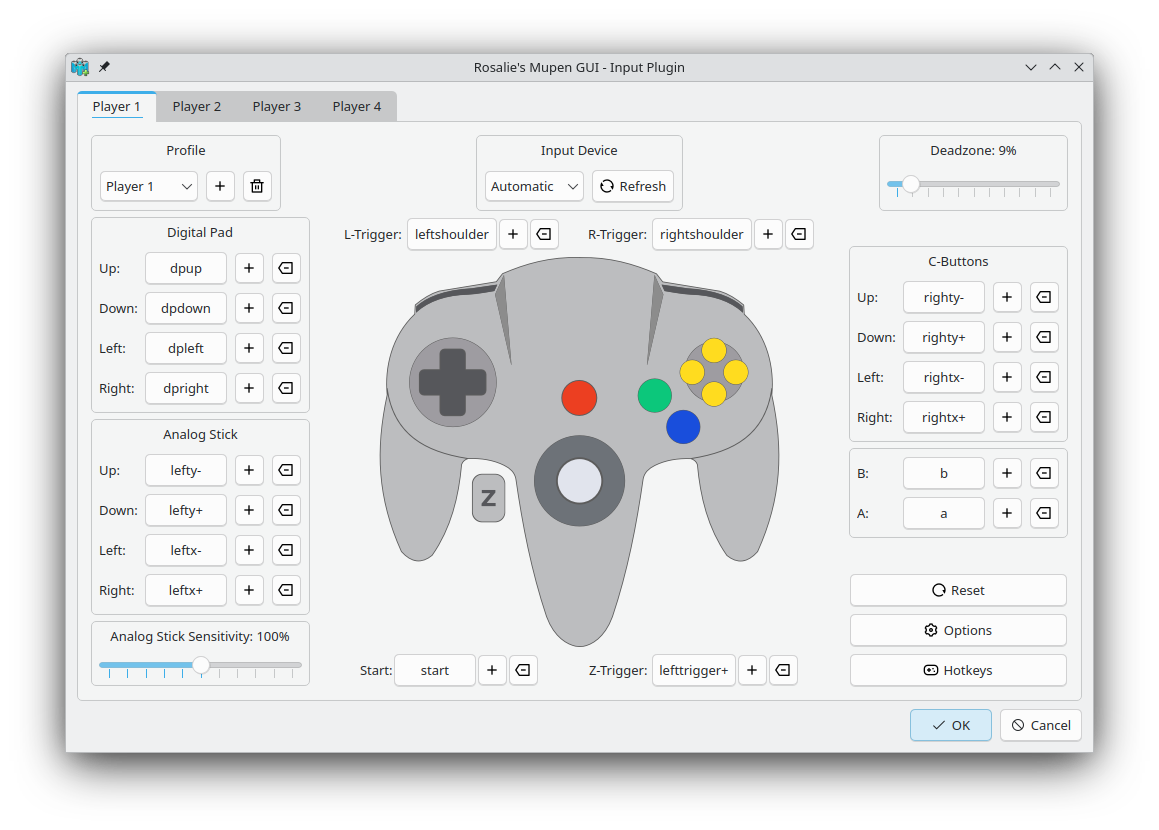 Rosalie's Mupen GUI - Input Plugin
Player 1
Player 2
Player 3
Player 4
Profile
Player 1
Input Device
Automatic
Refresh
Deadzone: 9%
Digital Pad
Up: dpup
Down: dpdown
Left: dpleft
Right: dpright
Analog Stick
Up: lefty-
Down: lefty+
Left: leftx-
Right: leftx+
Analog Stick Sensitivity: 100%
L-Trigger: leftshoulder
R-Trigger: rightshoulder
Z
Start: start
Z-Trigger: lefttrigger+
C-Buttons
Up: righty-
Down: righty+
Left: rightx-
Right: rightx+
B: b
A: a
Reset
Options
Hotkeys
OK
Cancel